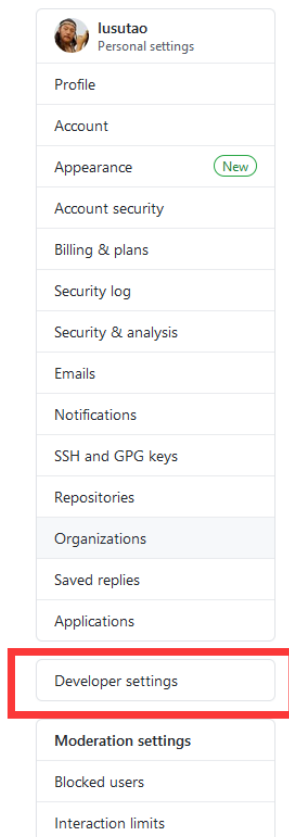 lusutao
Personal settings
Profile
Account
Appearance New
Account security
Billing & plans
Security log
Security & analysis
Emails
Notifications
SSH and GPG keys
Repositories
Organizations
Saved replies
Applications
Developer settings
Moderation settings
Blocked users
Interaction limits